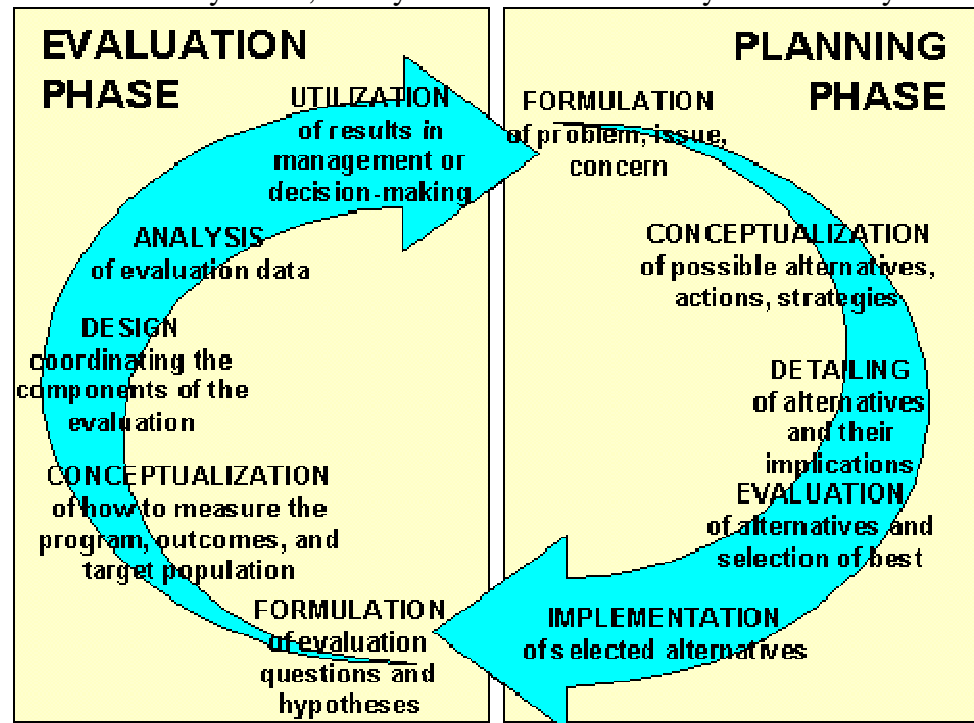 EVALUATION
PHASE
UTILIZATION
of results in
management or
decision-making
ANALYSIS
of evaluation data
DESIGN
coordinating the
components of the
evaluation
CONCEPTUALIZATION
of how to measure the
program, outcomes, and
target population
FORMULATION
of evaluation
questions and
hypotheses
PLANNING
PHASE
FORMULATION
of problem, issue,
concern
CONCEPTUALIZATION
of possible alternatives,
actions, strategies
DETAILING
of alternatives
and their
implications
EVALUATION
of alternatives and
selection of best
IMPLEMENTATION
of selected alternatives